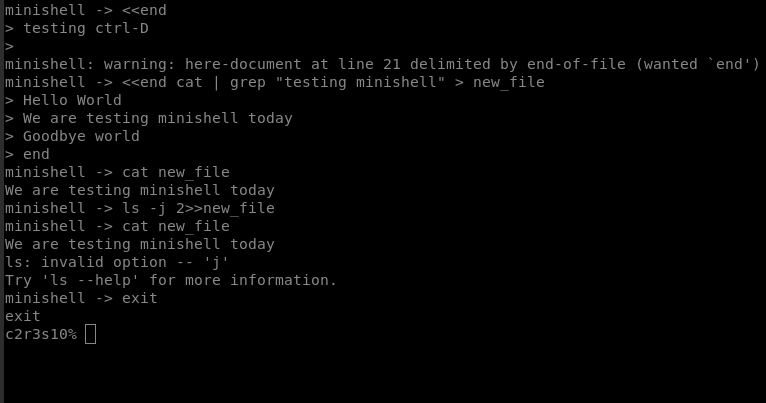 minishell -> <<end
> testing ctrl-D
>
minishell: warning: here-document at line 21 delimited by end-of-file (wanted `end')
minishell -> <<end cat | grep "testing minishell" > new_file
> Hello World
> We are testing minishell today
> Goodbye world
> end
minishell -> cat new_file
We are testing minishell today
minishell -> ls -j 2>>new_file
minishell -> cat new_file
We are testing minishell today
ls: invalid option -- 'j'
Try 'ls --help' for more information.
minishell -> exit
exit
c2r3s10%